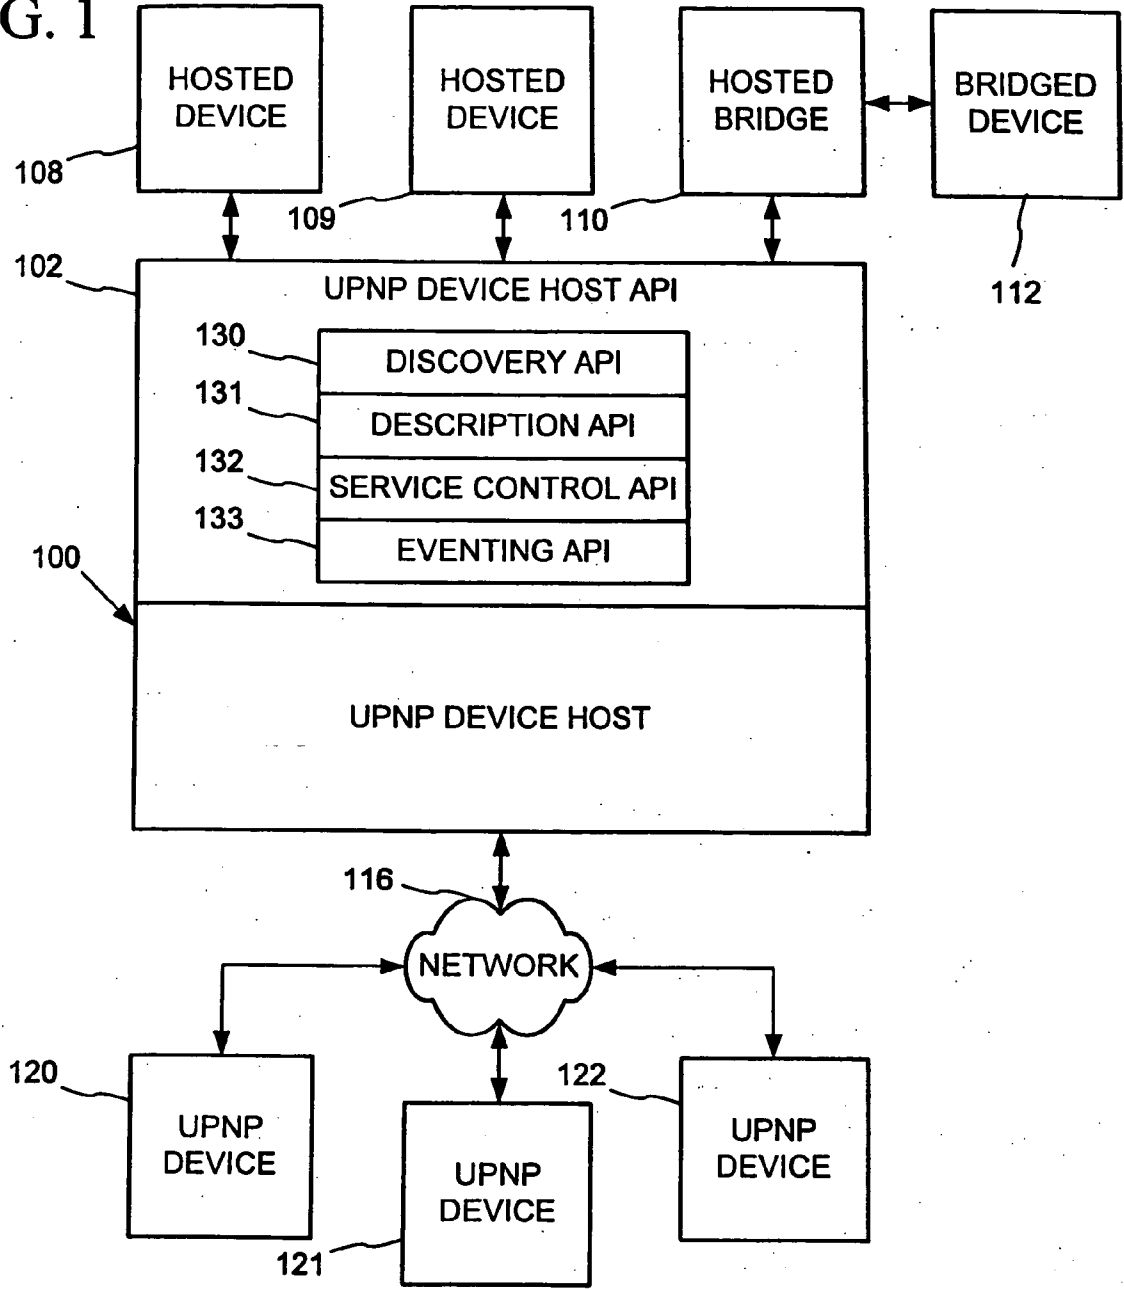 G. 1
HOSTED
DEVICE
HOSTED
DEVICE
HOSTED
BRIDGE
BRIDGED
DEVICE
108
109
110
112
102
UPNP DEVICE HOST API
130
DISCOVERY API
131
DESCRIPTION API
132
SERVICE CONTROL API
133
EVENTING API
100
UPNP DEVICE HOST
116
NETWORK
120
UPNP
DEVICE
121
UPNP
DEVICE
122
UPNP
DEVICE